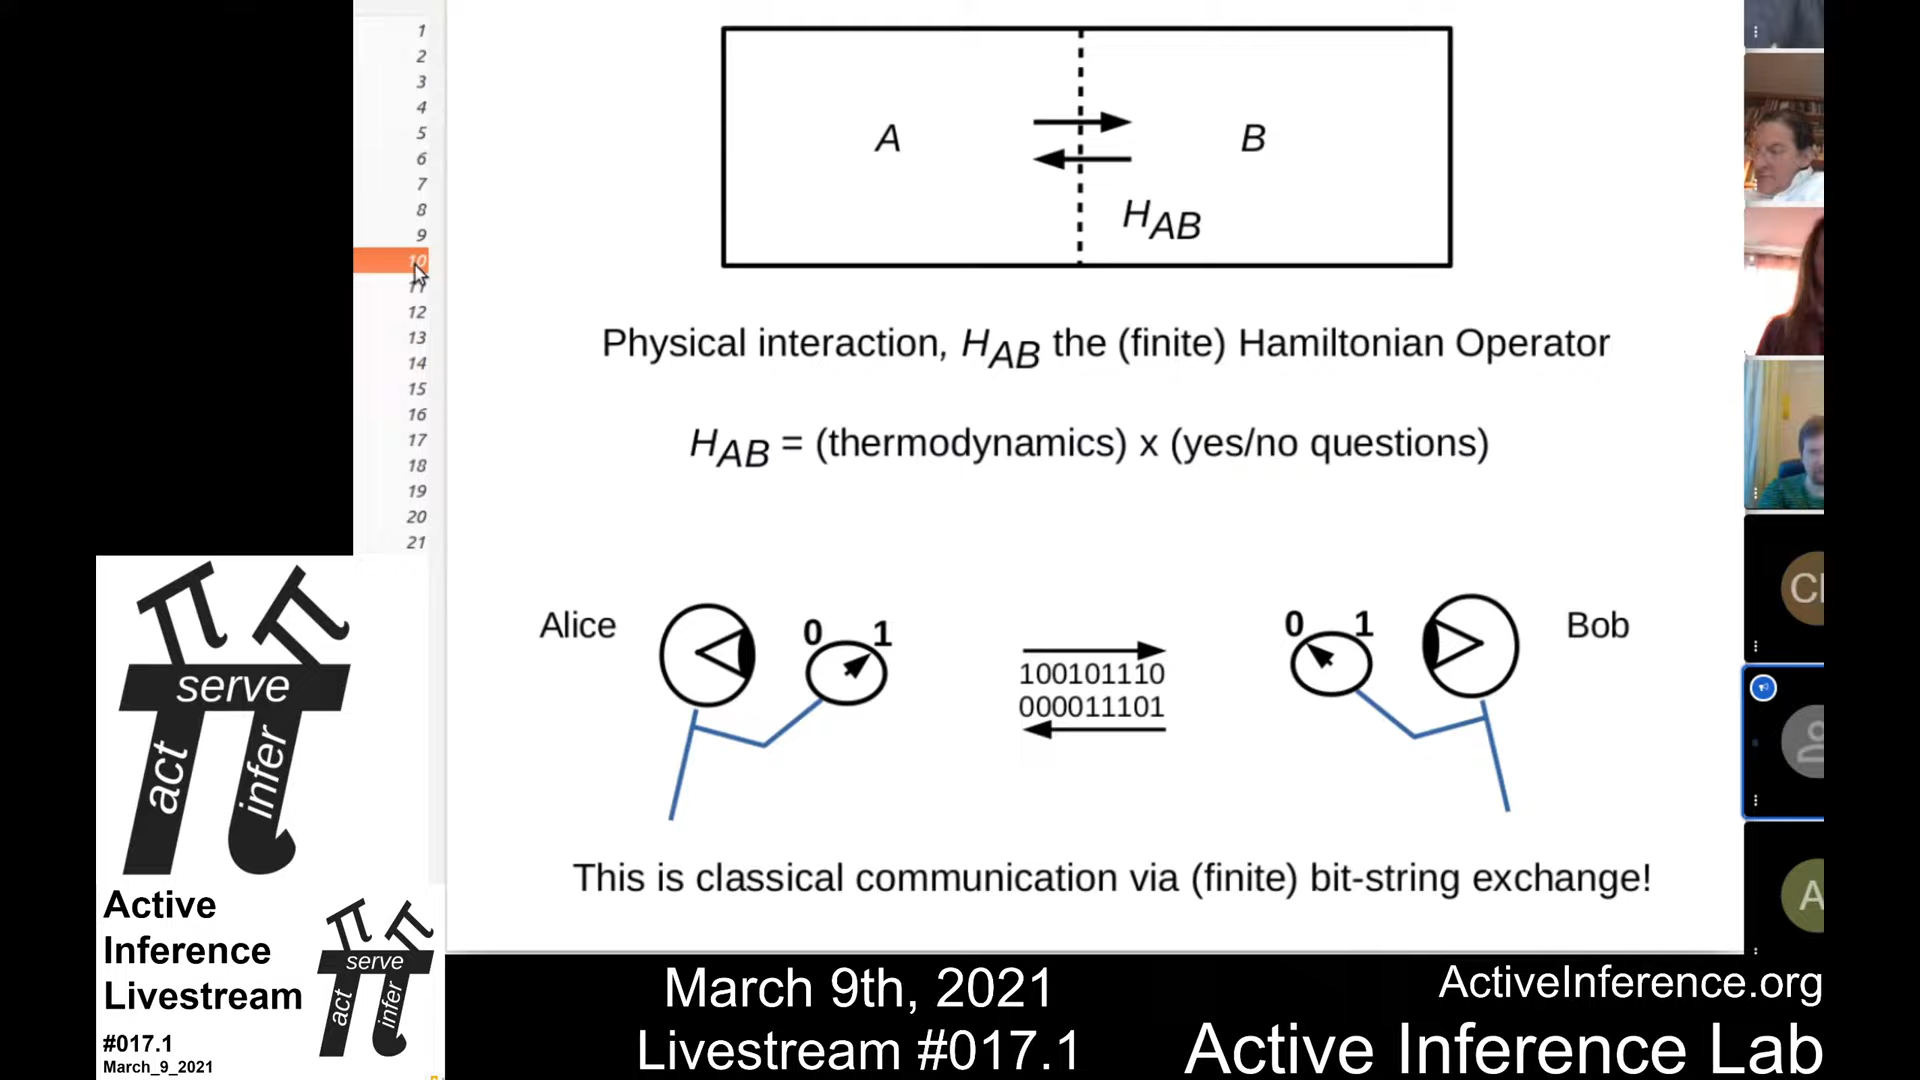 1
2
3
4
5
6
7
8
9
10
11
12
13
14
15
16
17
18
19
20
21
A
B
HAB
Physical interaction, HAB the (finite) Hamiltonian Operator
HAB = (thermodynamics) x (yes/no questions)
Alice
0 1
100101110
000011101
0 1
Bob
This is classical communication via (finite) bit-string exchange!
serve
act
infer
Active
Inference
Livestream
#017.1
March_9_2021
serve
act
infer
March 9th, 2021
Livestream #017.1
ActiveInference.org
Active Inference Lab
A